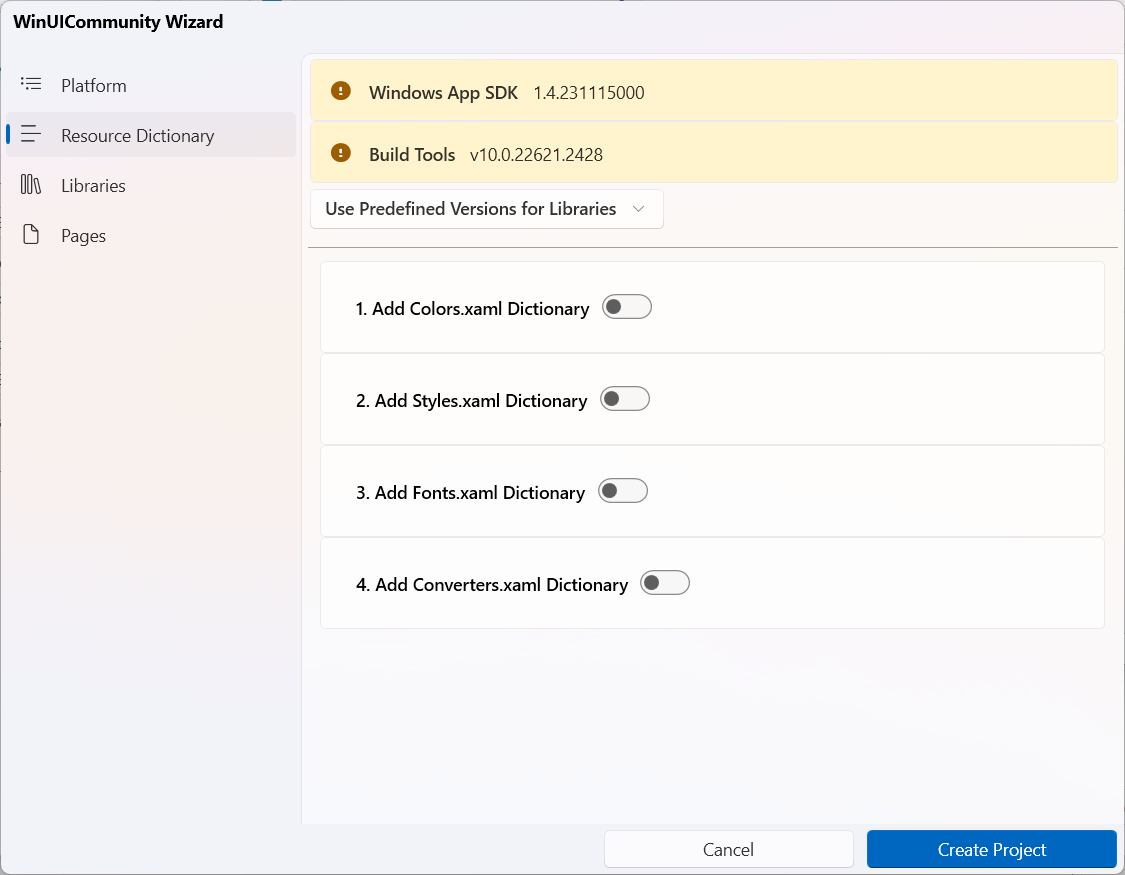 WinUICommunity Wizard
Platform
Resource Dictionary
Libraries
Pages
Windows App SDK 1.4.231115000
Build Tools v10.0.22621.2428
Use Predefined Versions for Libraries
1. Add Colors.xaml Dictionary
2. Add Styles.xaml Dictionary
3. Add Fonts.xaml Dictionary
4. Add Converters.xaml Dictionary
Cancel
Create Project